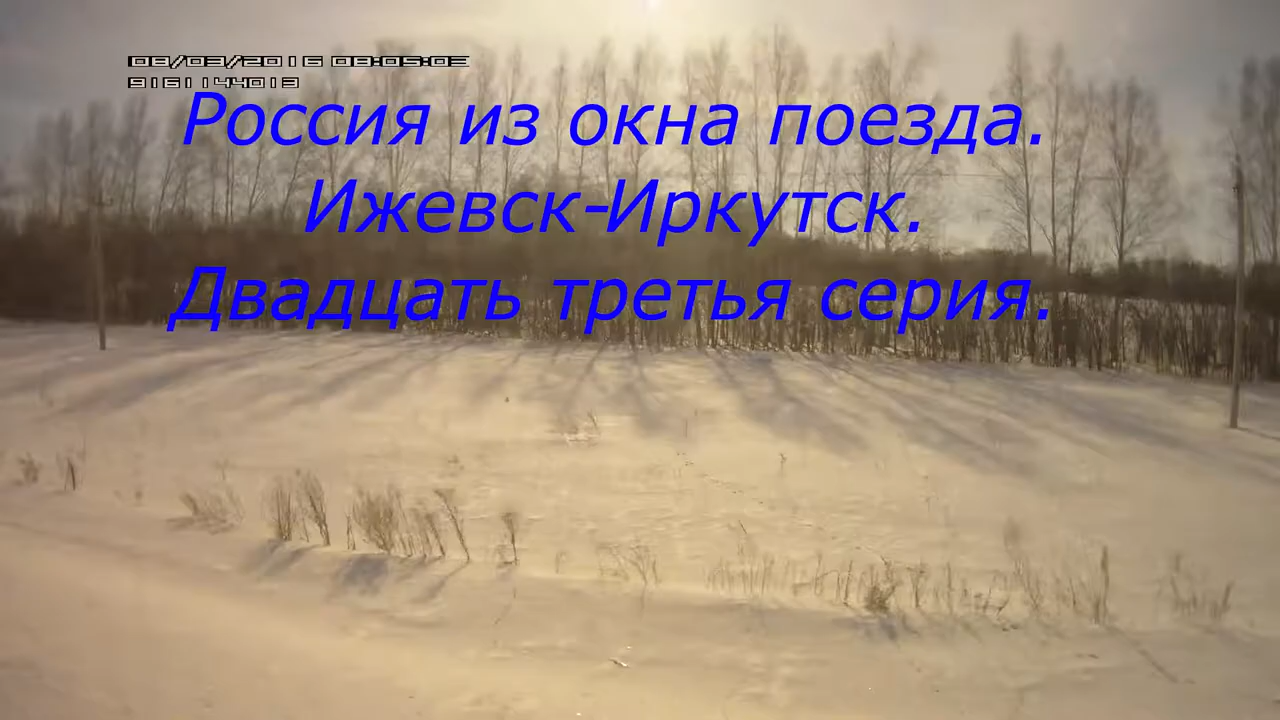 08/03/2016 08:05:03
9161144013
Россия из окна поезда.
Ижевск-Иркутск.
Двадцать третья серия.